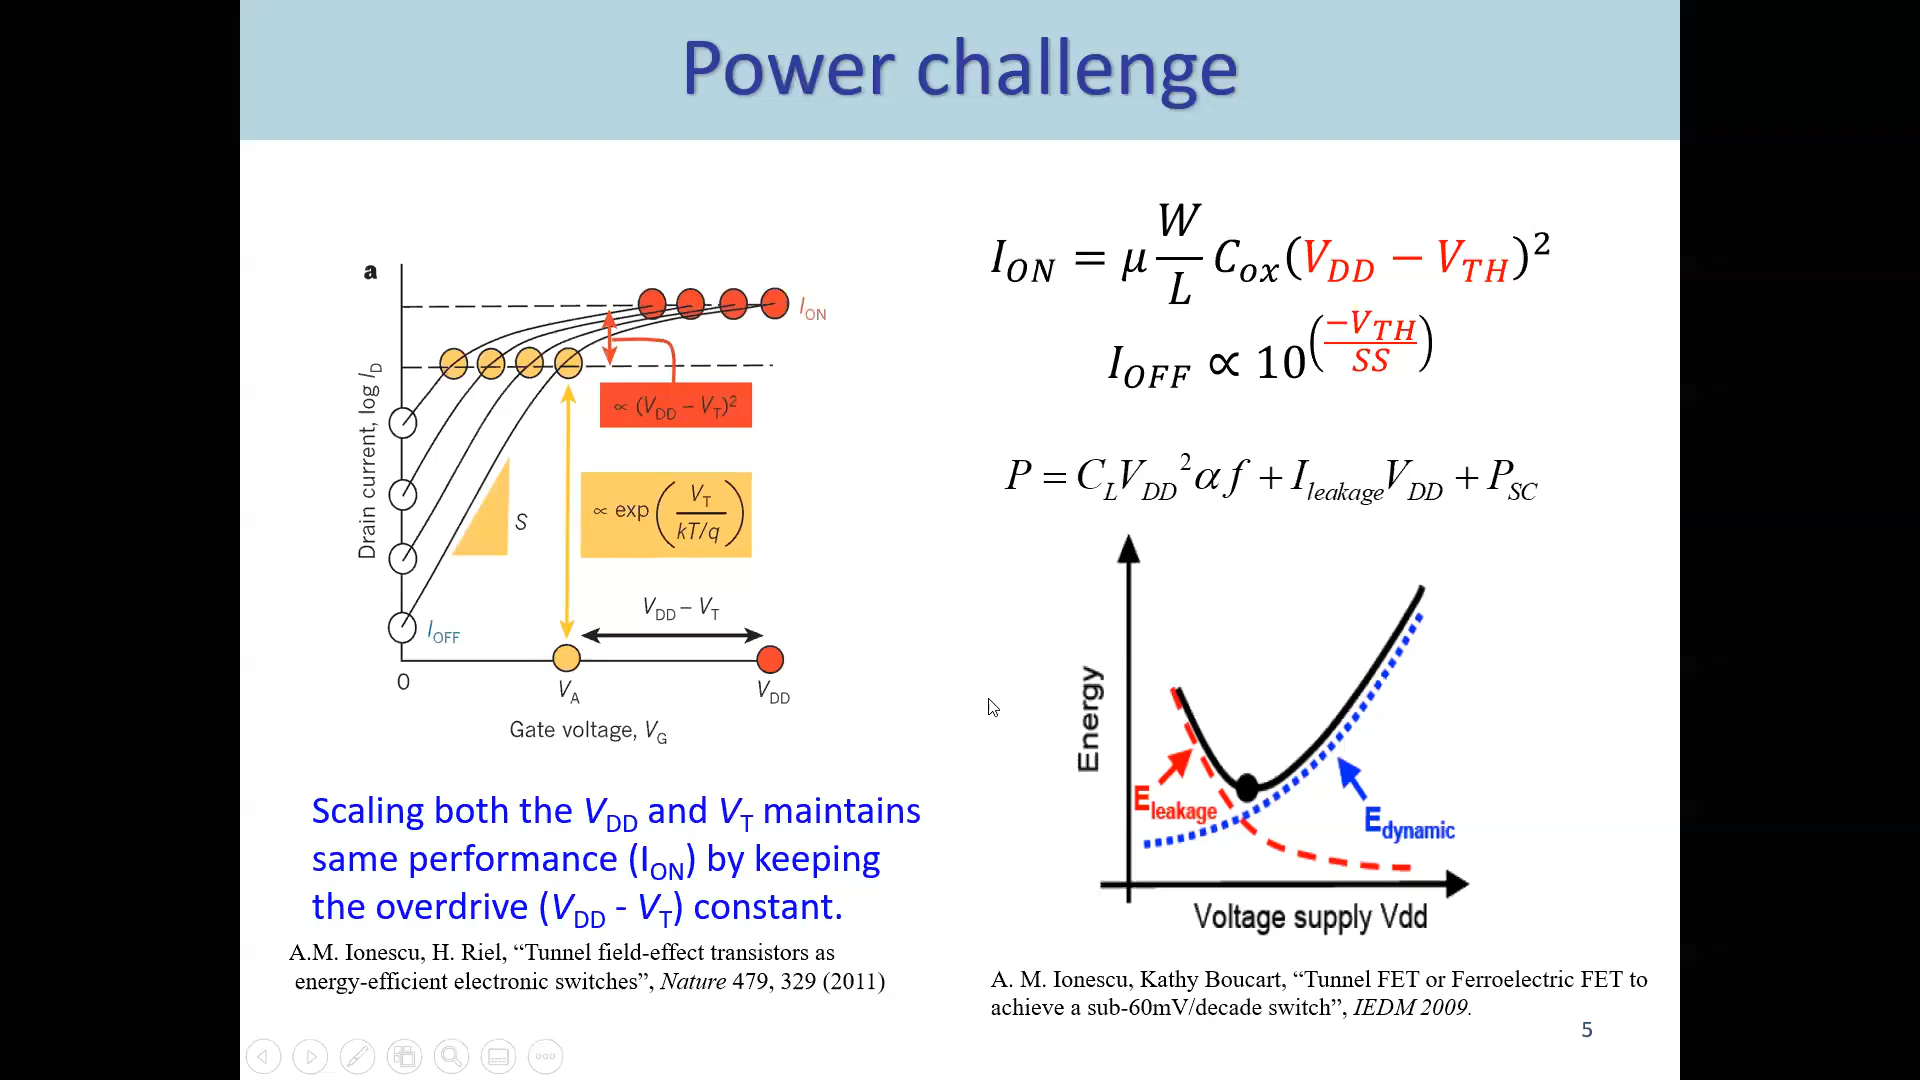 Power challenge
a
Drain current, log I_D
I_ON
∝ (V_DD – V_T)²
∝ exp (V_T / kT/q)
S
V_DD – V_T
I_OFF
0
V_A
V_DD
Gate voltage, V_G
Scaling both the V_DD and V_T maintains
same performance (I_ON) by keeping
the overdrive (V_DD - V_T) constant.
A.M. Ionescu, H. Riel, “Tunnel field-effect transistors as
energy-efficient electronic switches”, Nature 479, 329 (2011)
I_ON = μ W/L C_ox(V_DD − V_TH)²
I_OFF ∝ 10^(−V_TH/SS)
P = C_L V_DD² α f + I_leakage V_DD + P_SC
Energy
E_leakage
E_dynamic
Voltage supply Vdd
A. M. Ionescu, Kathy Boucart, “Tunnel FET or Ferroelectric FET to
achieve a sub-60mV/decade switch”, IEDM 2009.
5